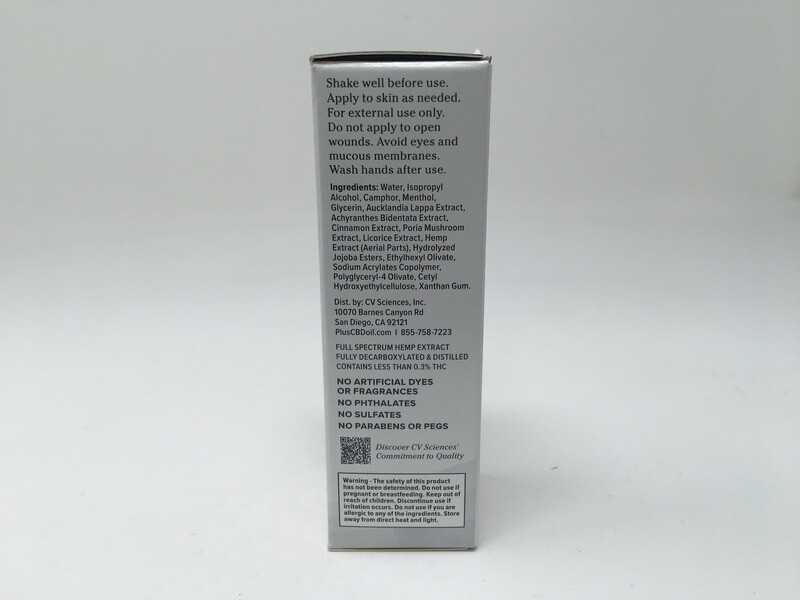 Shake well before use.
Apply to skin as needed.
For external use only.
Do not apply to open
wounds. Avoid eyes and
mucous membranes.
Wash hands after use.
Ingredients: Water, Isopropyl
Alcohol, Camphor, Menthol,
Glycerin, Aucklandia Lappa Extract,
Achyranthes Bidentata Extract,
Cinnamon Extract, Poria Mushroom
Extract, Licorice Extract, Hemp
Extract (Aerial Parts), Hydrolyzed
Jojoba Esters, Ethylhexyl Olivate,
Sodium Acrylates Copolymer,
Polyglyceryl-4 Olivate, Cetyl
Hydroxyethylcellulose, Xanthan Gum.
Dist. by: CV Sciences, Inc.
10070 Barnes Canyon Rd
San Diego, CA 92121
PlusCBDoil.com | 855-758-7223
FULL SPECTRUM HEMP EXTRACT
FULLY DECARBOXYLATED & DISTILLED
CONTAINS LESS THAN 0.3% THC
NO ARTIFICIAL DYES
OR FRAGRANCES
NO PHTHALATES
NO SULFATES
NO PARABENS OR PEGS
Discover CV Sciences'
Commitment to Quality
Warning - The safety of this product
has not been determined. Do not use if
pregnant or breastfeeding. Keep out of
reach of children. Discontinue use if
irritation occurs. Do not use if you are
allergic to any of the ingredients. Store
away from direct heat and light.